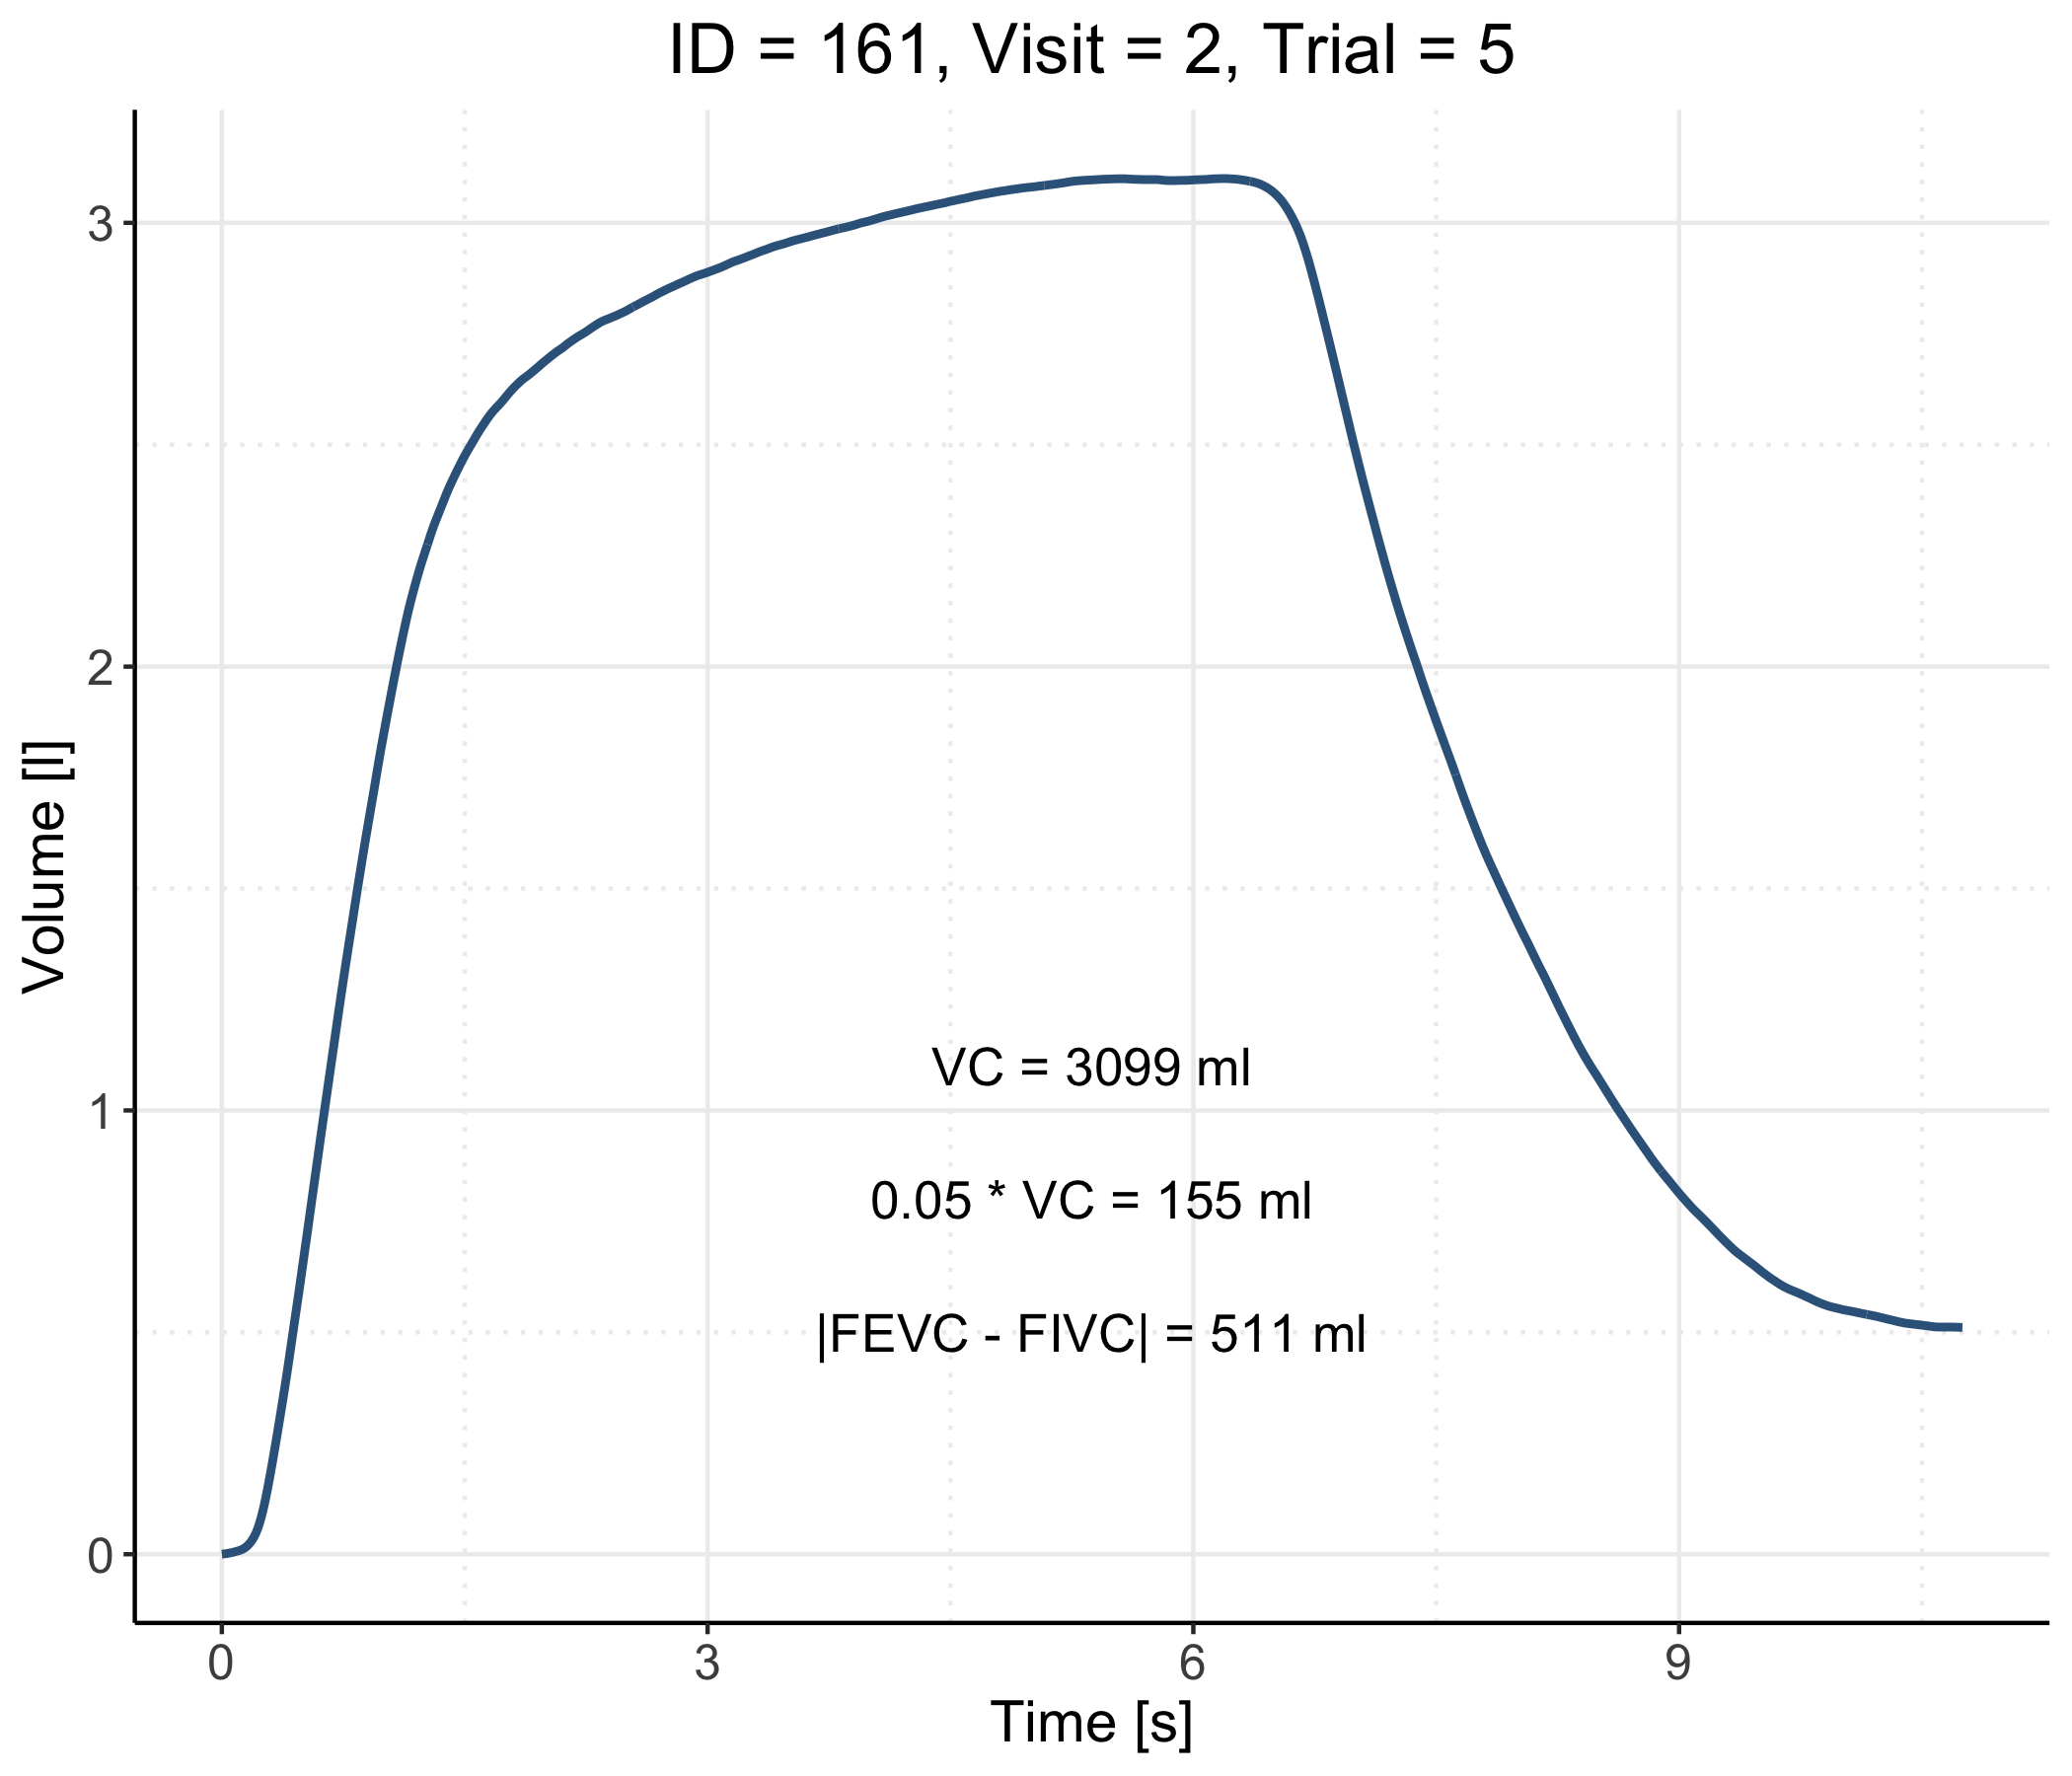 ID = 161, Visit = 2, Trial = 5
3
2
1
0
Volume [l]
VC = 3099 ml
0.05 * VC = 155 ml
|FEVC - FIVC| = 511 ml
0 3 6 9
Time [s]